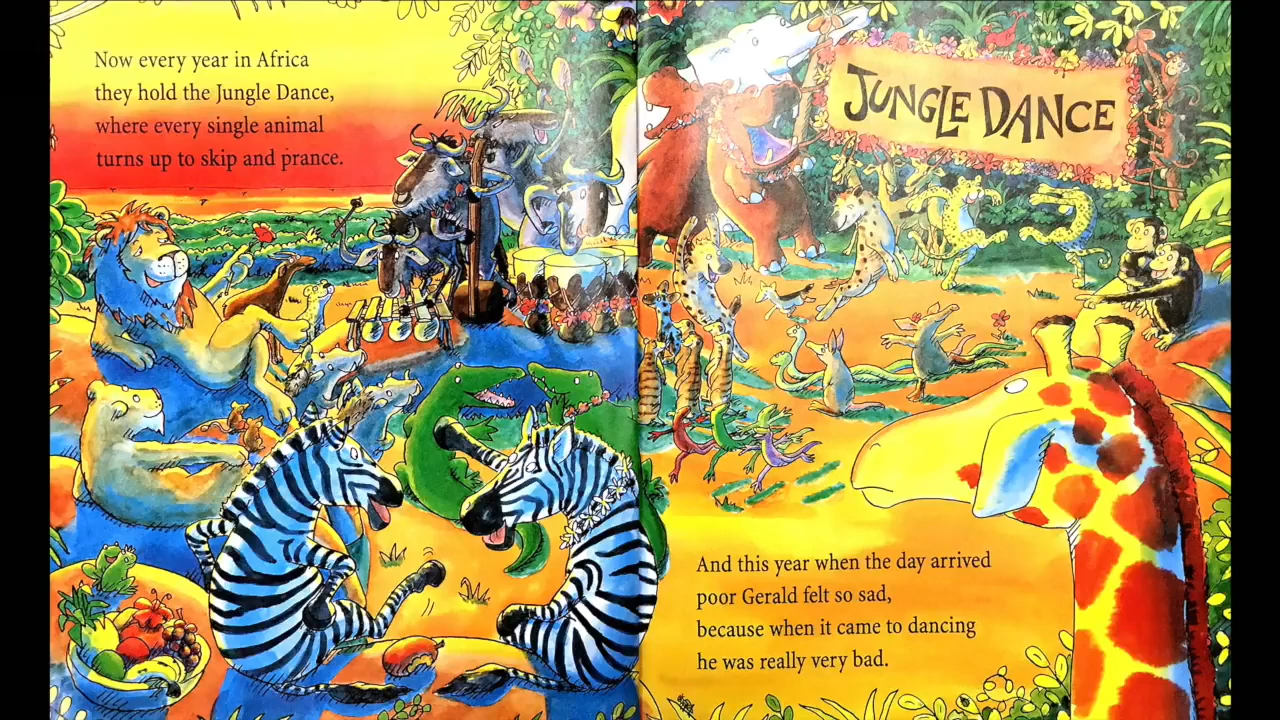 Now every year in Africa
they hold the Jungle Dance,
where every single animal
turns up to skip and prance.
JUNGLE DANCE
And this year when the day arrived
poor Gerald felt so sad,
because when it came to dancing
he was really very bad.